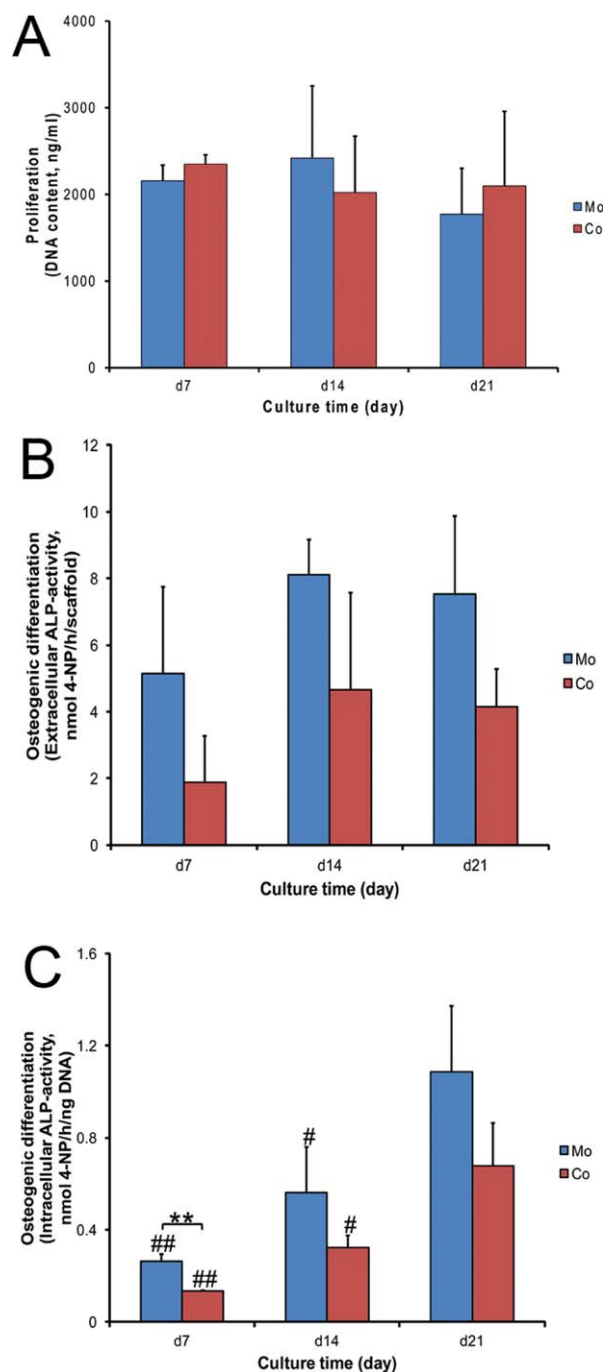 A
4000
3000
2000
1000
0
Proliferation
(DNA content, ng/ml)
d7 d14 d21
Culture time (day)
Mo
Co
B
12
10
8
6
4
2
0
Osteogenic differentiation
(Extracellular ALP-activity,
nmol 4-NP/h/scaffold)
d7 d14 d21
Culture time (day)
Mo
Co
C
1.6
1.2
0.8
0.4
0
Osteogenic differentiation
(Intracellular ALP-activity,
nmol 4-NP/h/ng DNA)
**
## ##
# #
d7 d14 d21
Culture time (day)
Mo
Co